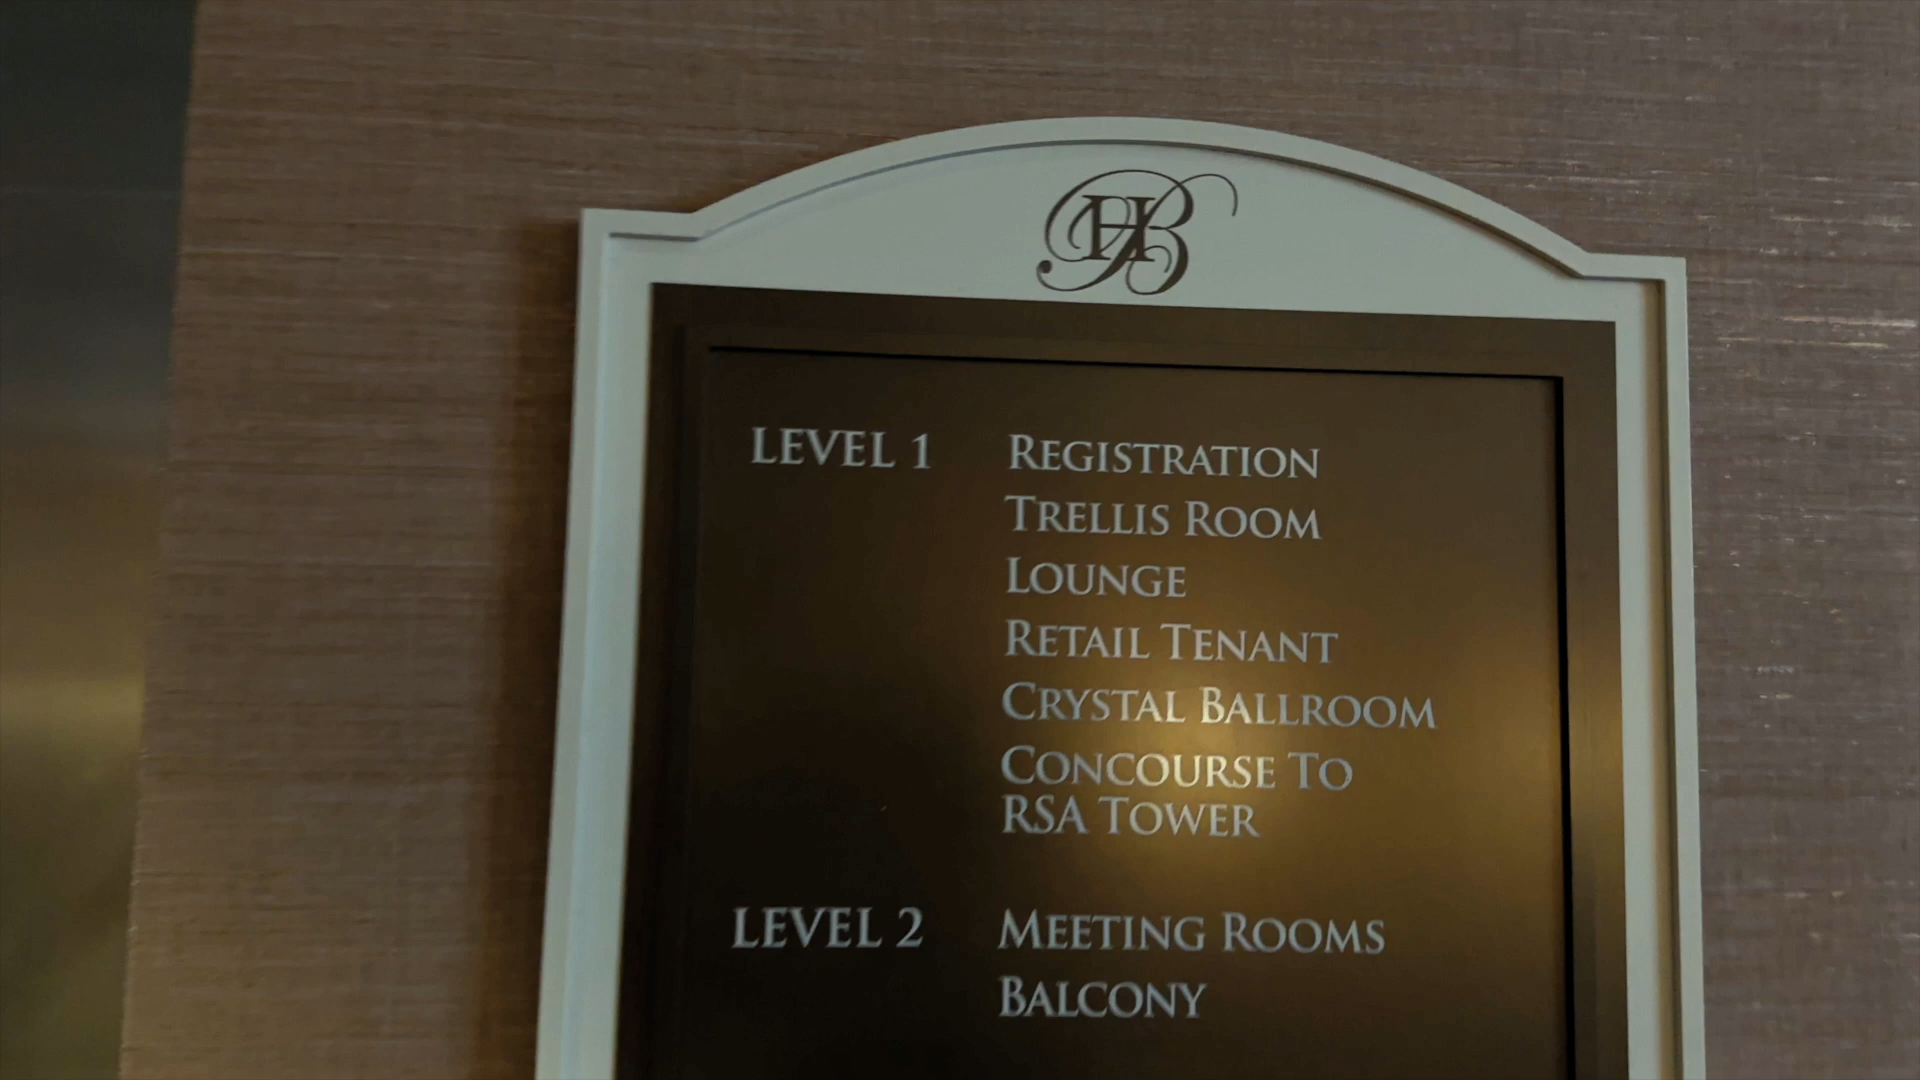 HB
LEVEL 1 REGISTRATION
TRELLIS ROOM
LOUNGE
RETAIL TENANT
CRYSTAL BALLROOM
CONCOURSE TO
RSA TOWER
LEVEL 2 MEETING ROOMS
BALCONY